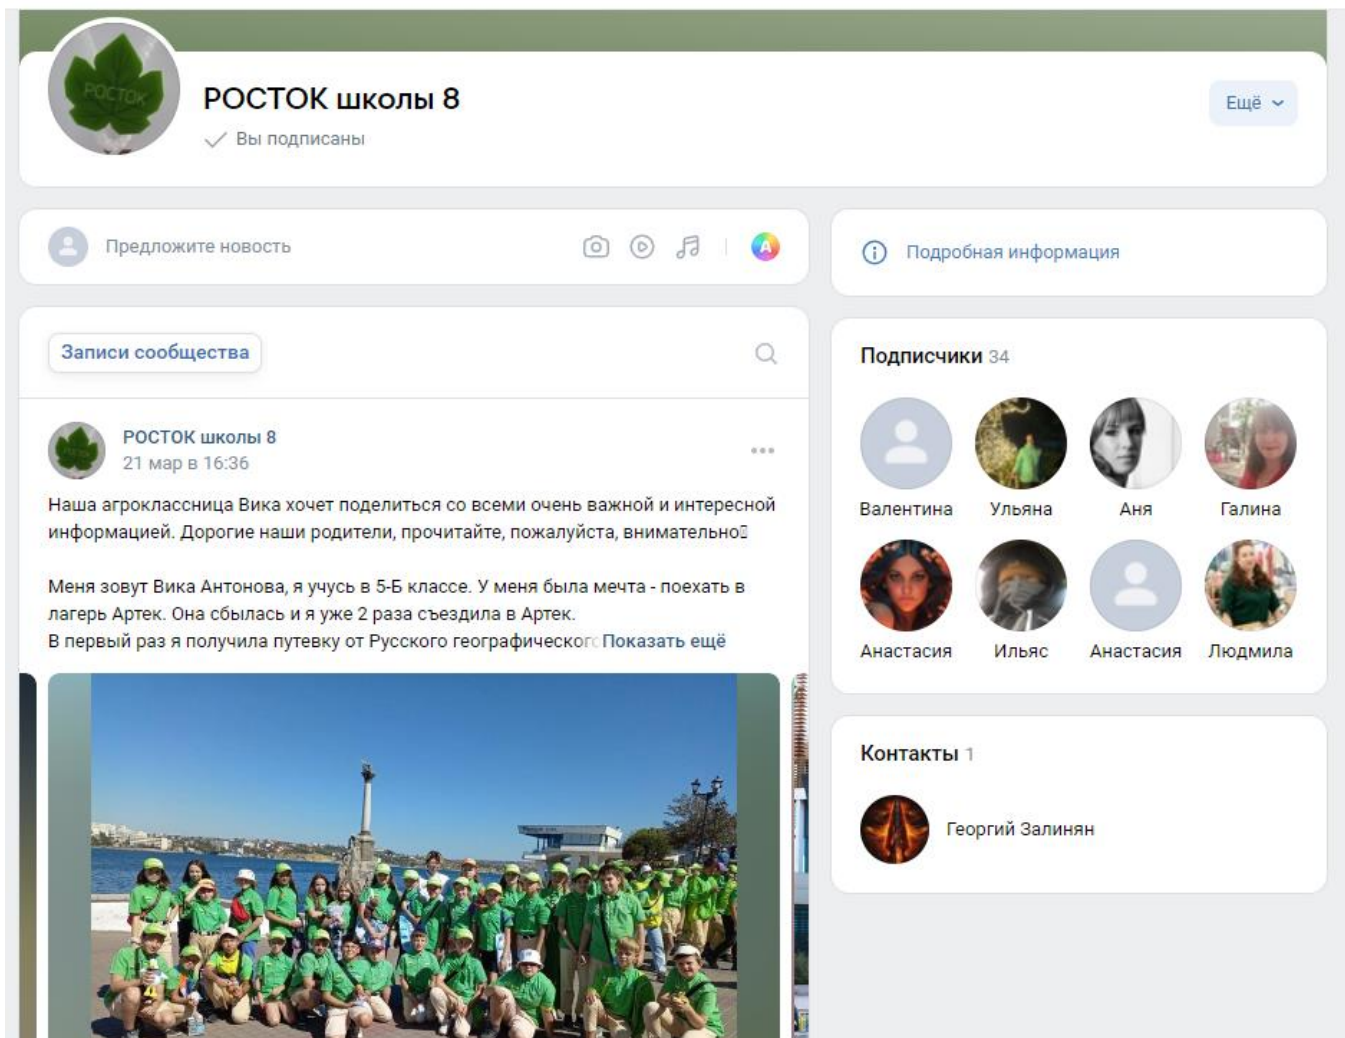 РОСТОК
РОСТОК школы 8
Вы подписаны
Ещё
Предложите новость
A
Подробная информация
Записи сообщества
РОСТОК школы 8
21 мар в 16:36
Наша агроклассница Вика хочет поделиться со всеми очень важной и интересной
информацией. Дорогие наши родители, прочитайте, пожалуйста, внимательно
Меня зовут Вика Антонова, я учусь в 5-Б классе. У меня была мечта - поехать в
лагерь Артек. Она сбылась и я уже 2 раза съездила в Артек.
В первый раз я получила путевку от Русского географическог Показать ещё
Подписчики 34
Валентина Ульяна Аня Галина
Анастасия Ильяс Анастасия Людмила
Контакты 1
Георгий Залинян